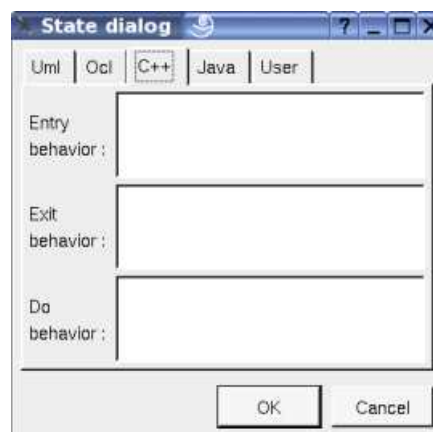 State dialog ? _
Uml Ocl C++ Java User
Entry
behavior :
Exit
behavior :
Do
behavior :
OK Cancel